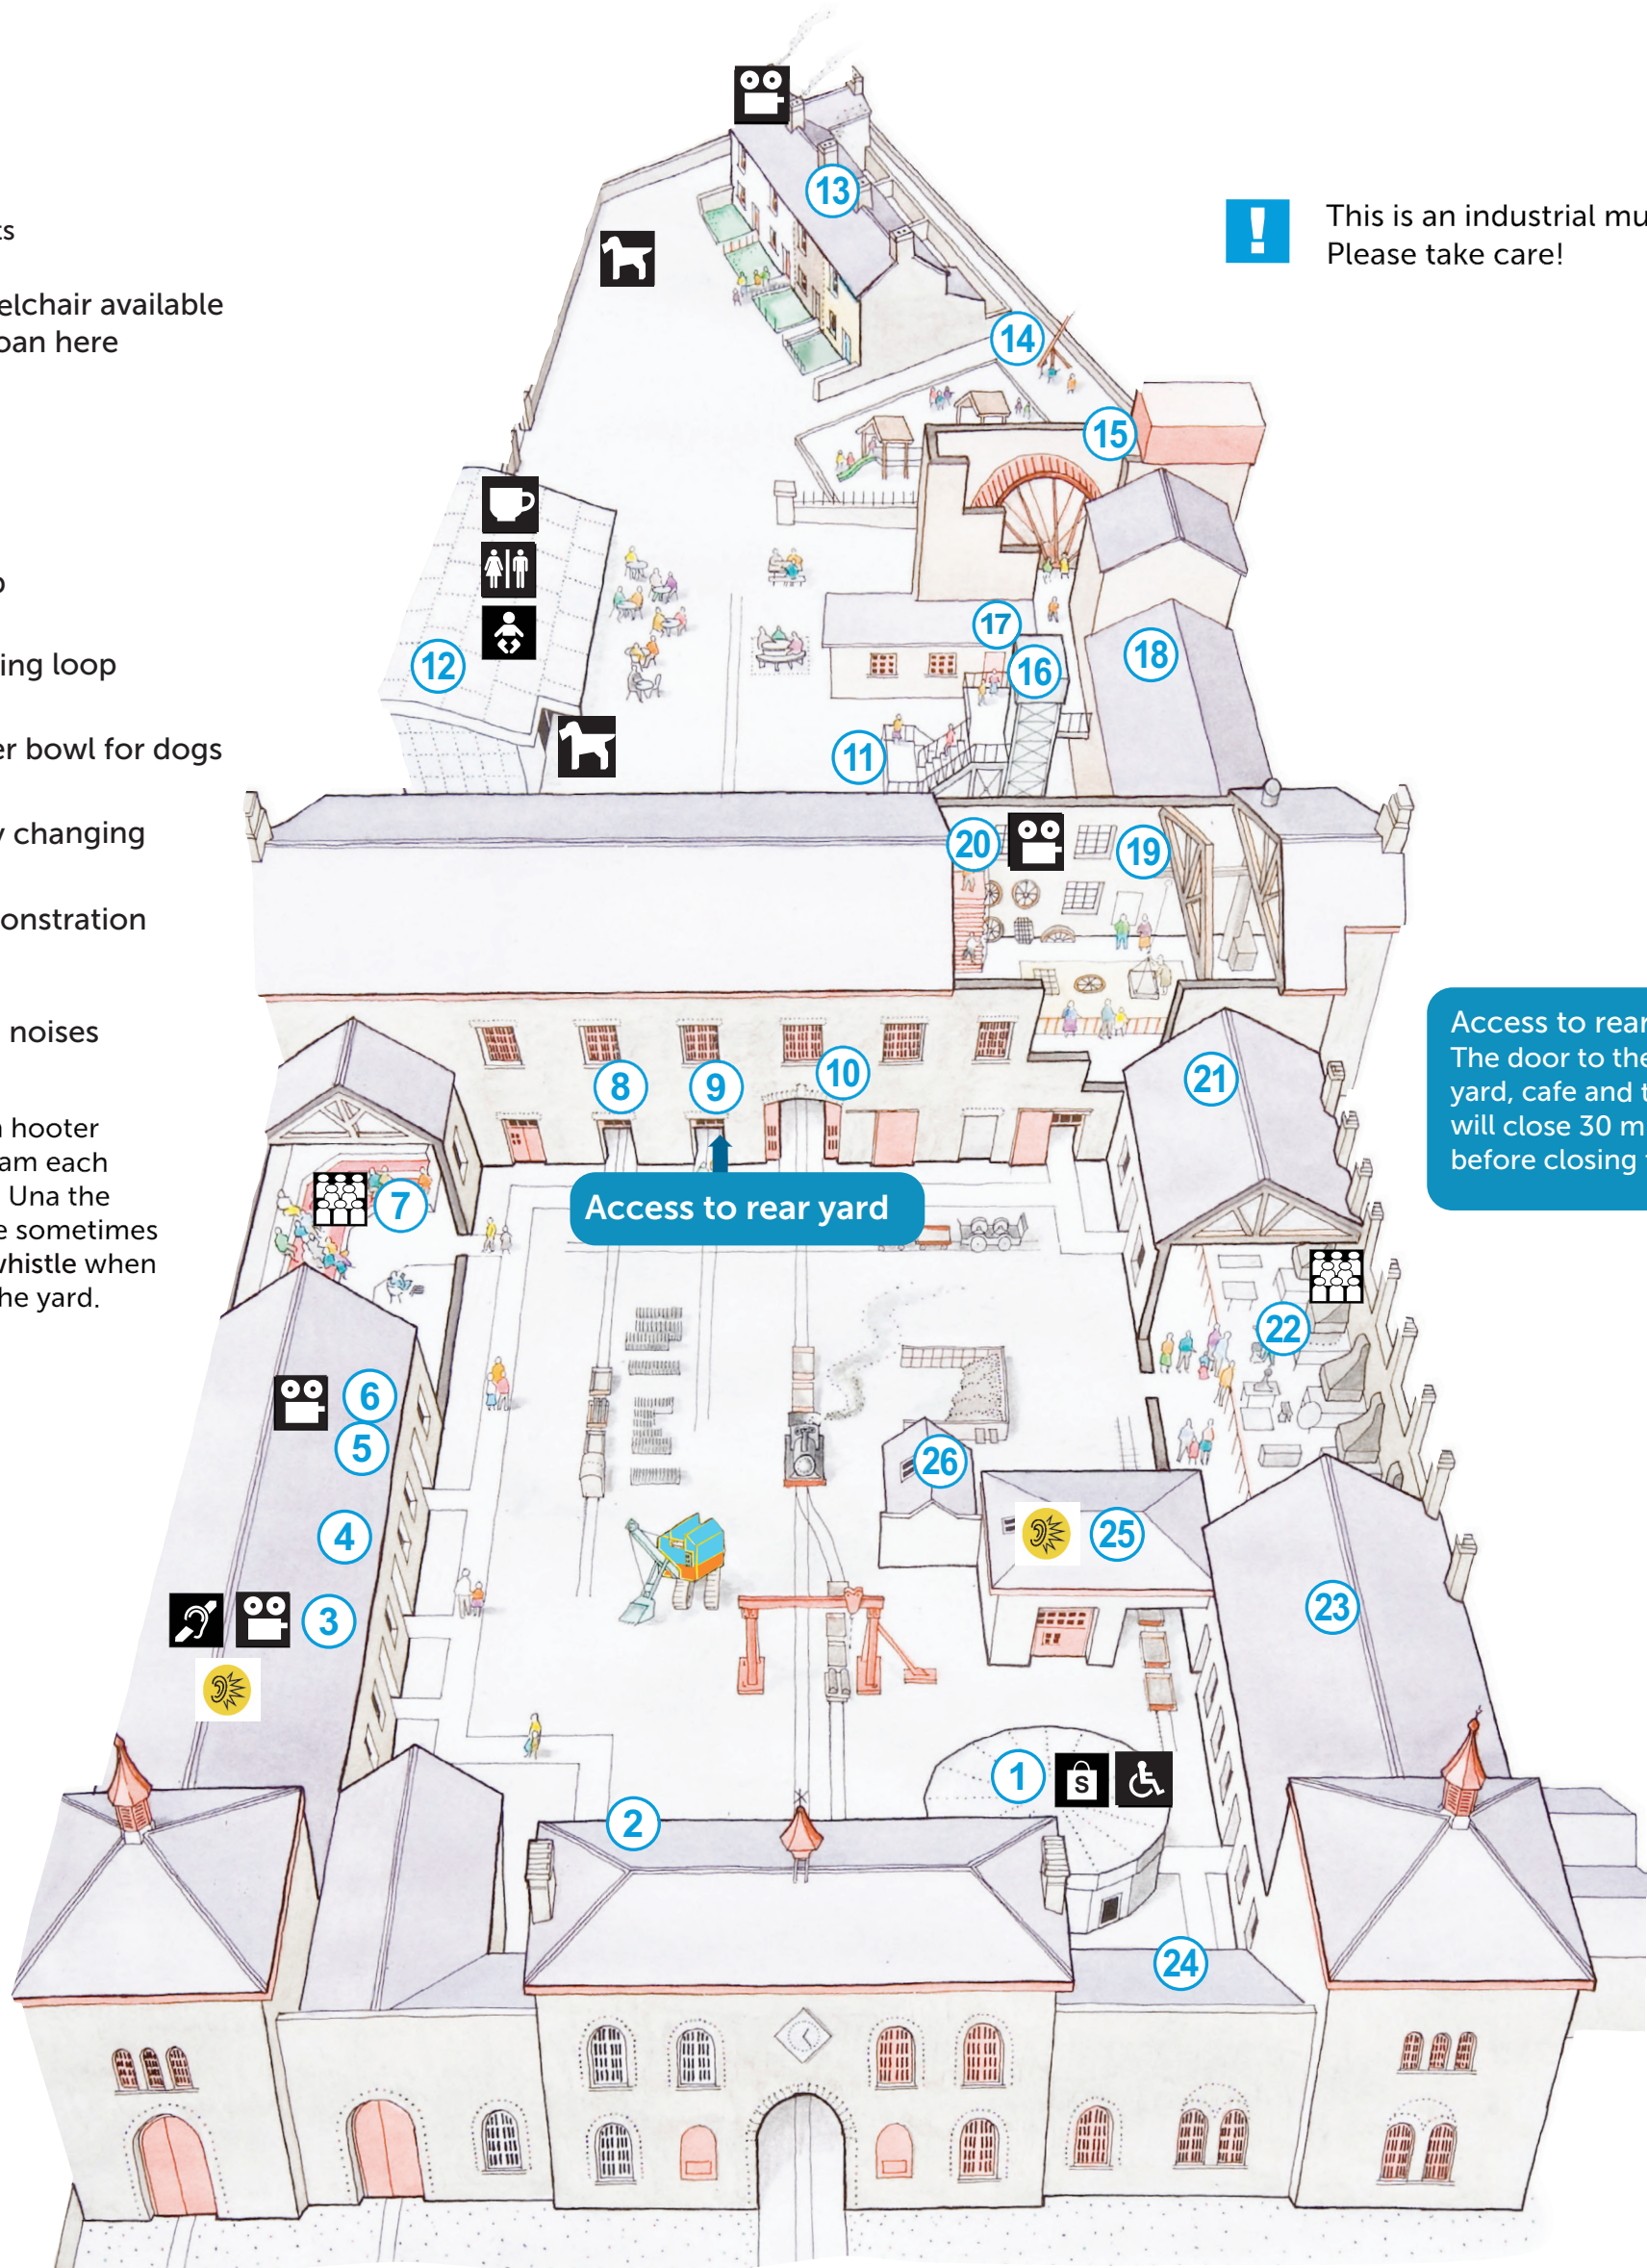 13
ts
This is an industrial mu
Please take care!
elchair available
oan here
14
15
o
17
12
16
18
ing loop
er bowl for dogs
11
y changing
20
19
onstration
noises
8
9
10
21
Access to rear
The door to the
yard, cafe and t
will close 30 m
before closing t
n hooter
am each
Una the
e sometimes
whistle when
he yard.
7
Access to rear yard
22
6
5
4
26
25
3
23
1
S
2
24